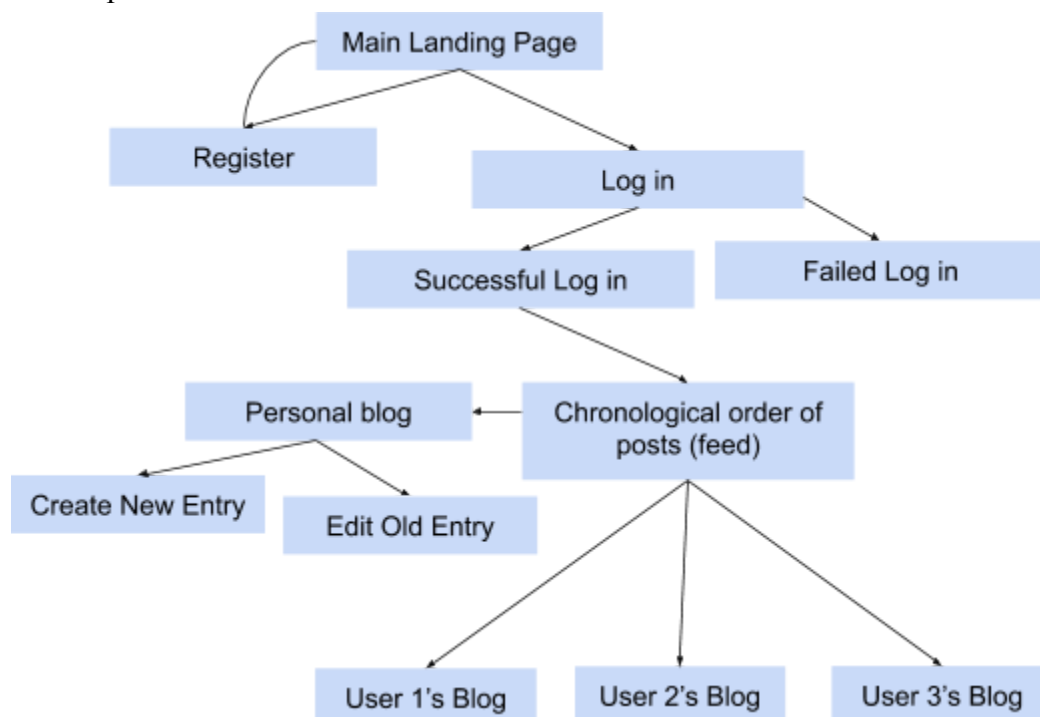 Main Landing Page
Register
Log in
Successful Log in
Failed Log in
Personal blog
Chronological order of
posts (feed)
Create New Entry
Edit Old Entry
User 1's Blog
User 2's Blog
User 3's Blog